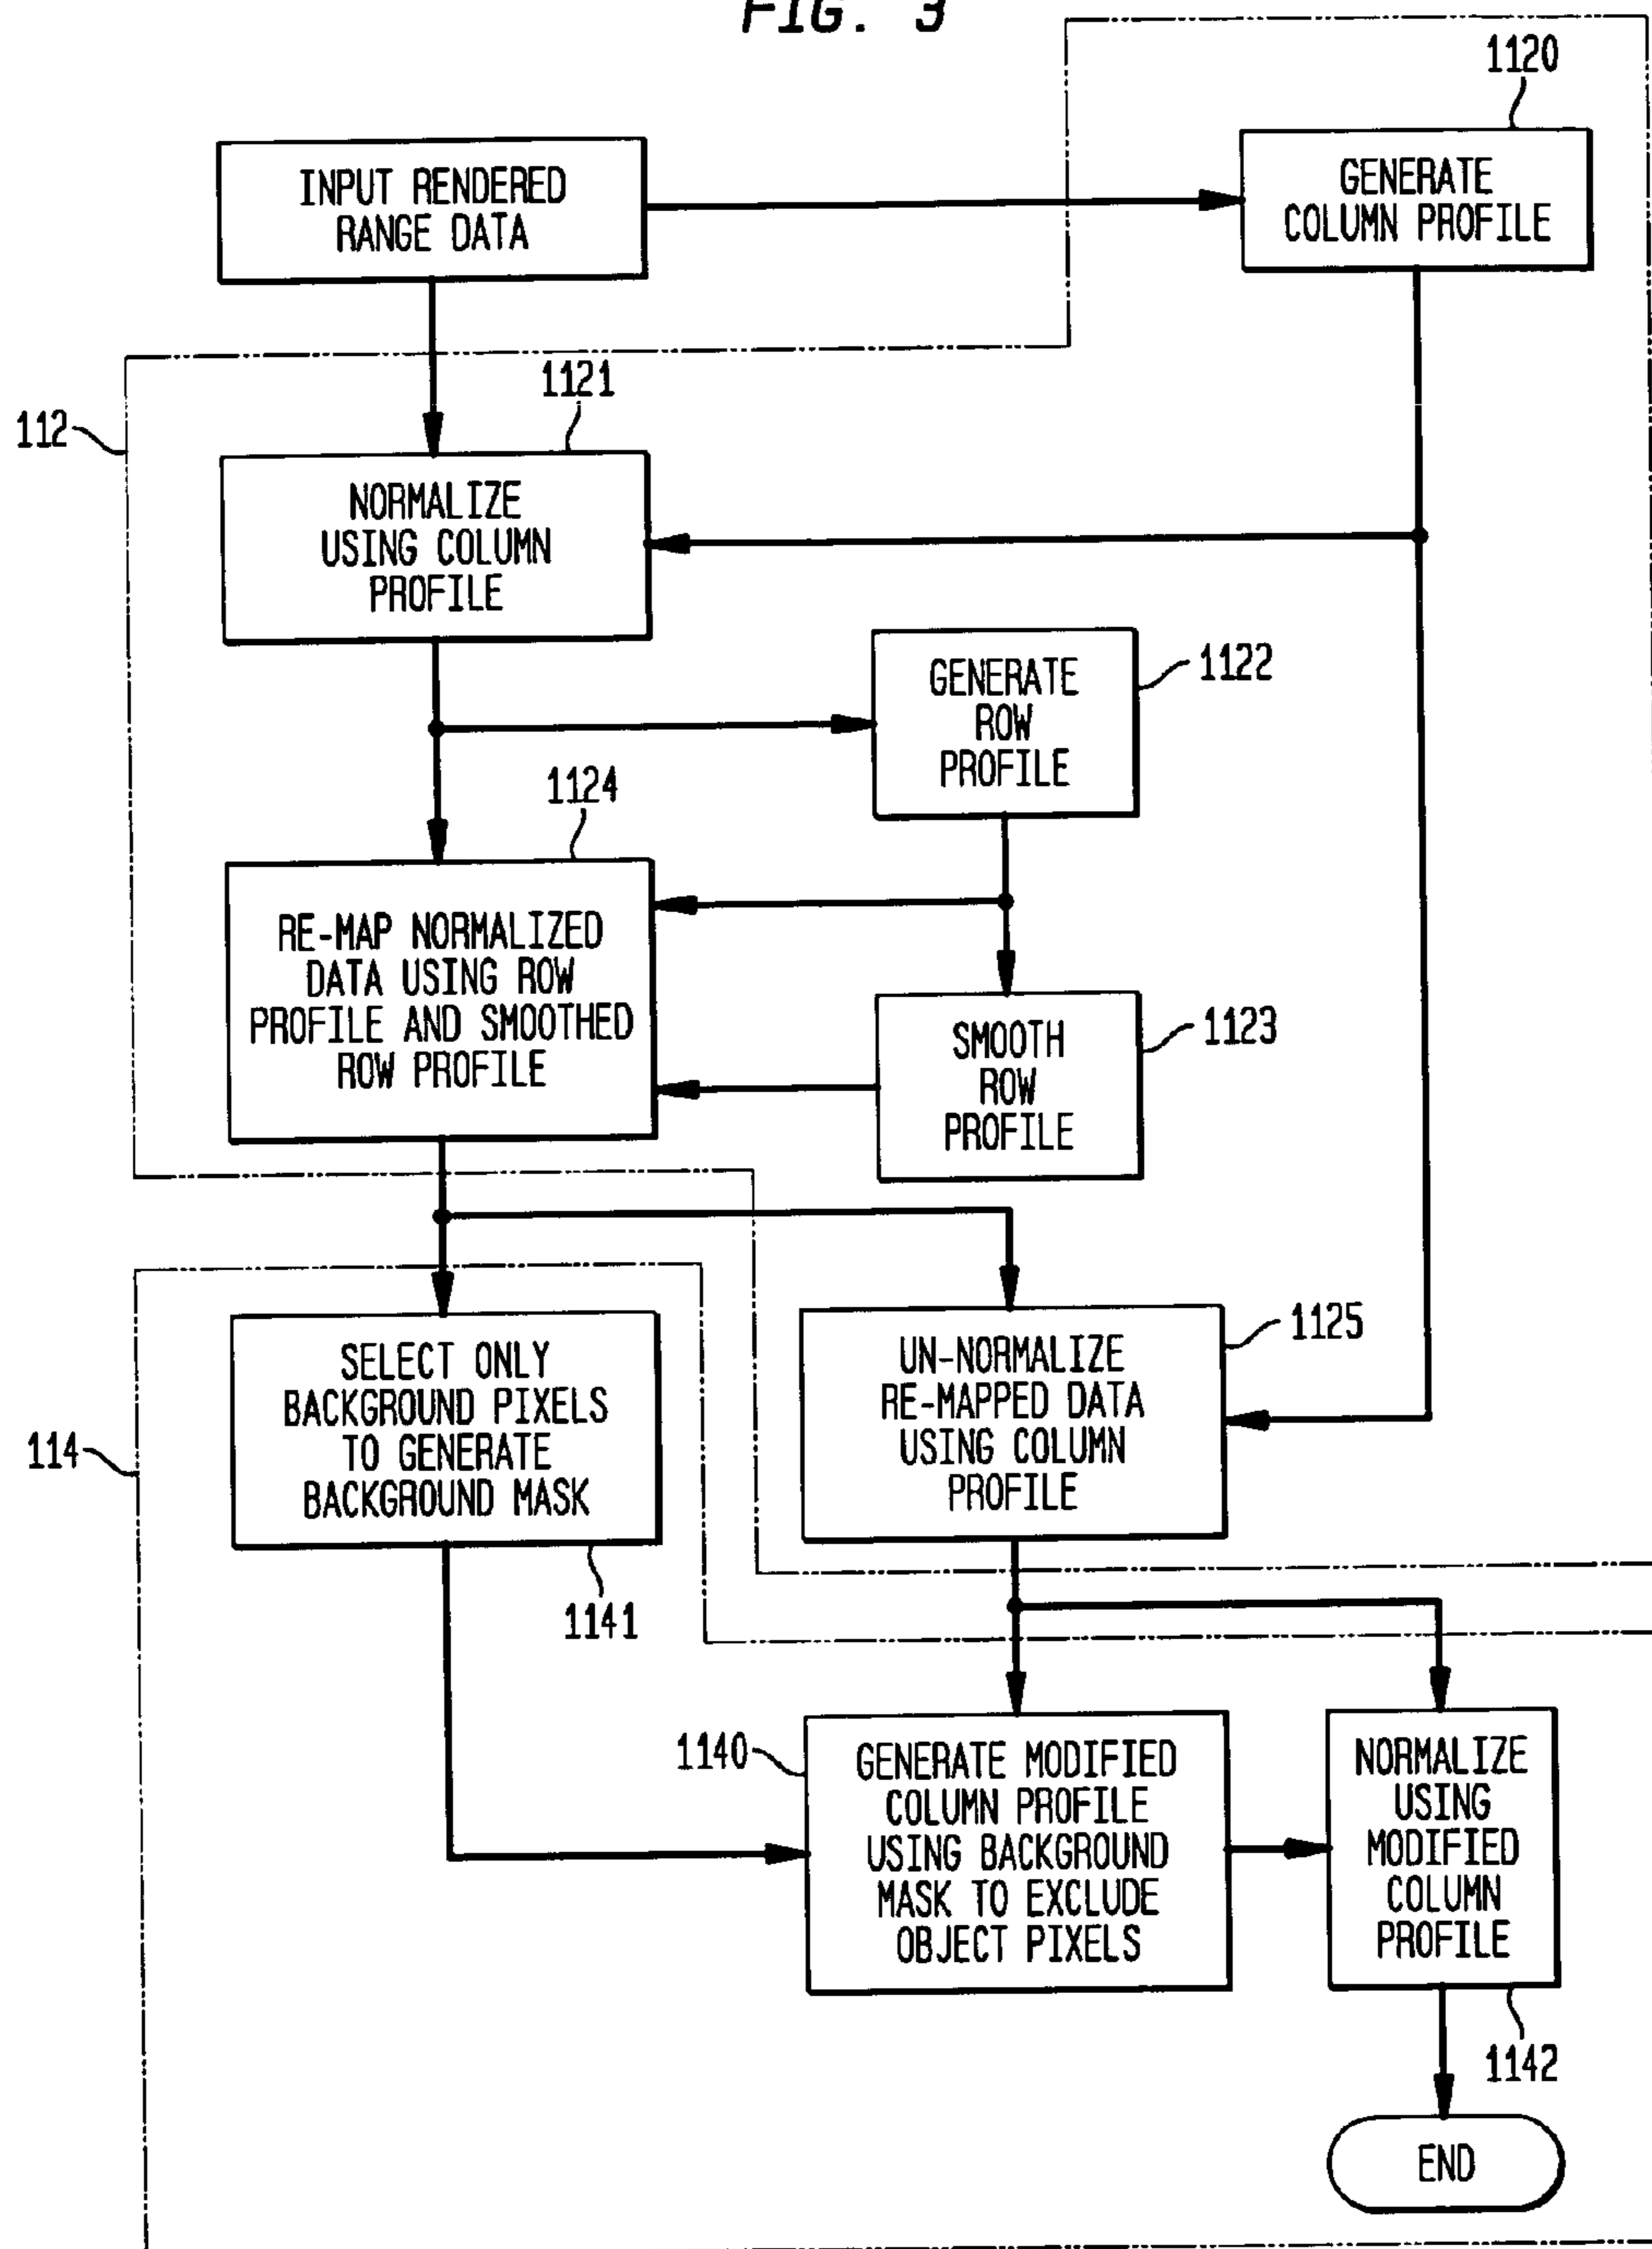 FIG. 3
1120
INPUT RENDERED
RANGE DATA
GENERATE
COLUMN PROFILE
1121
112
NORMALIZE
USING COLUMN
PROFILE
GENERATE
ROW
PROFILE
1122
1124
RE-MAP NORMALIZED
DATA USING ROW
PROFILE AND SMOOTHED
ROW PROFILE
SMOOTH
ROW
PROFILE
1123
SELECT ONLY
BACKGROUND PIXELS
TO GENERATE
BACKGROUND MASK
114
1141
UN-NORMALIZE
RE-MAPPED DATA
USING COLUMN
PROFILE
1125
1140
GENERATE MODIFIED
COLUMN PROFILE
USING BACKGROUND
MASK TO EXCLUDE
OBJECT PIXELS
NORMALIZE
USING
MODIFIED
COLUMN
PROFILE
1142
END